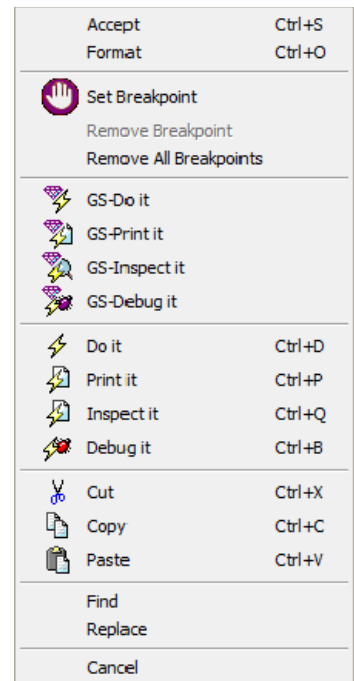 Accept Ctrl+S
Format Ctrl+O
Set Breakpoint
Remove Breakpoint
Remove All Breakpoints
GS-Do it
GS-Print it
GS-Inspect it
GS-Debug it
Do it Ctrl+D
Print it Ctrl+P
Inspect it Ctrl+Q
Debug it Ctrl+B
Cut Ctrl+X
Copy Ctrl+C
Paste Ctrl+V
Find
Replace
Cancel